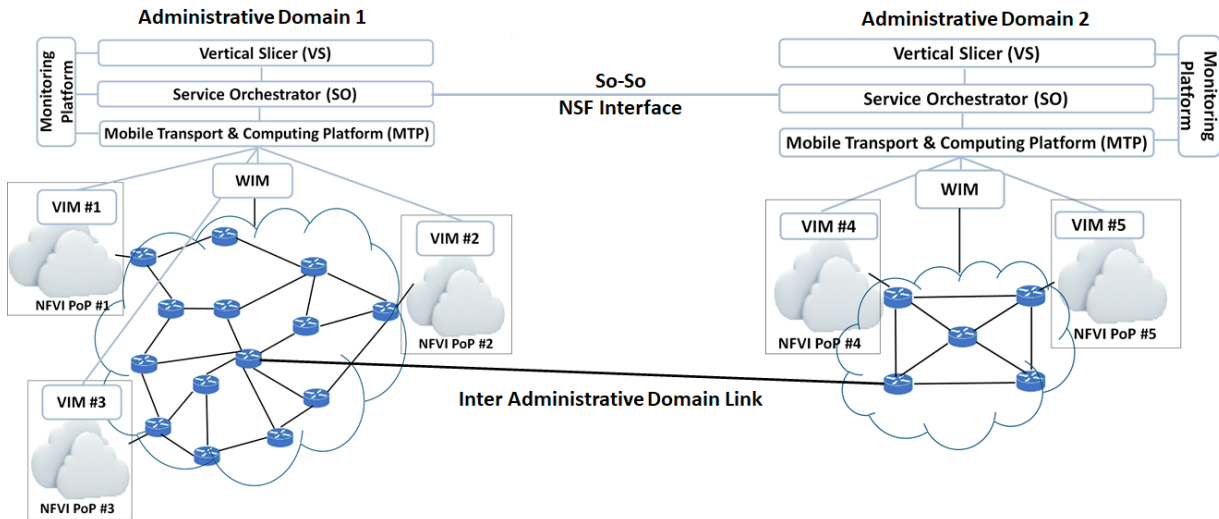 Administrative Domain 1
Administrative Domain 2
Monitoring
Platform
Vertical Slicer (VS)
Service Orchestrator (SO)
Mobile Transport & Computing Platform (MTP)
So-So
NSF Interface
Vertical Slicer (VS)
Service Orchestrator (SO)
Mobile Transport & Computing Platform (MTP)
Monitoring
Platform
WIM
VIM #1
NFVI PoP #1
VIM #2
NFVI PoP #2
VIM #3
NFVI PoP #3
WIM
VIM #4
NFVI PoP #4
VIM #5
NFVI PoP #5
Inter Administrative Domain Link